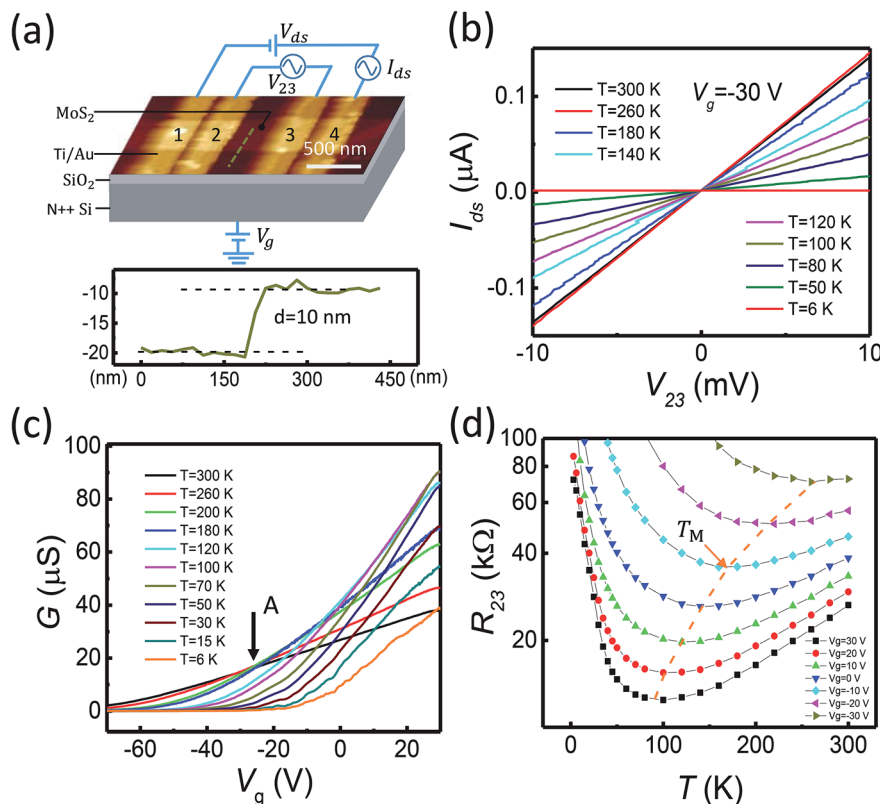 (a)
V_ds
V_23
I_ds
MoS₂
1 2 3 4
Ti/Au
500 nm
SiO₂
N++ Si
V_g
-10
-15
-20
d=10 nm
(nm) 0 150 300 450 (nm)
(b)
0.1
0.0
-0.1
I_ds (μA)
T=300 K
T=260 K
T=180 K
T=140 K
V_g=-30 V
T=120 K
T=100 K
T=80 K
T=50 K
T=6 K
-10 0 10
V_23 (mV)
(c)
100
80
60
40
20
0
G (μS)
T=300 K
T=260 K
T=200 K
T=180 K
T=120 K
T=100 K
T=70 K
T=50 K
T=30 K
T=15 K
T=6 K
A
-60 -40 -20 0 20
V_g (V)
(d)
100
80
60
40
20
R_23 (kΩ)
T_M
Vg=30 V
Vg=20 V
Vg=10 V
Vg=0 V
Vg=-10 V
Vg=-20 V
Vg=-30 V
0 50 100 150 200 250 300
T (K)